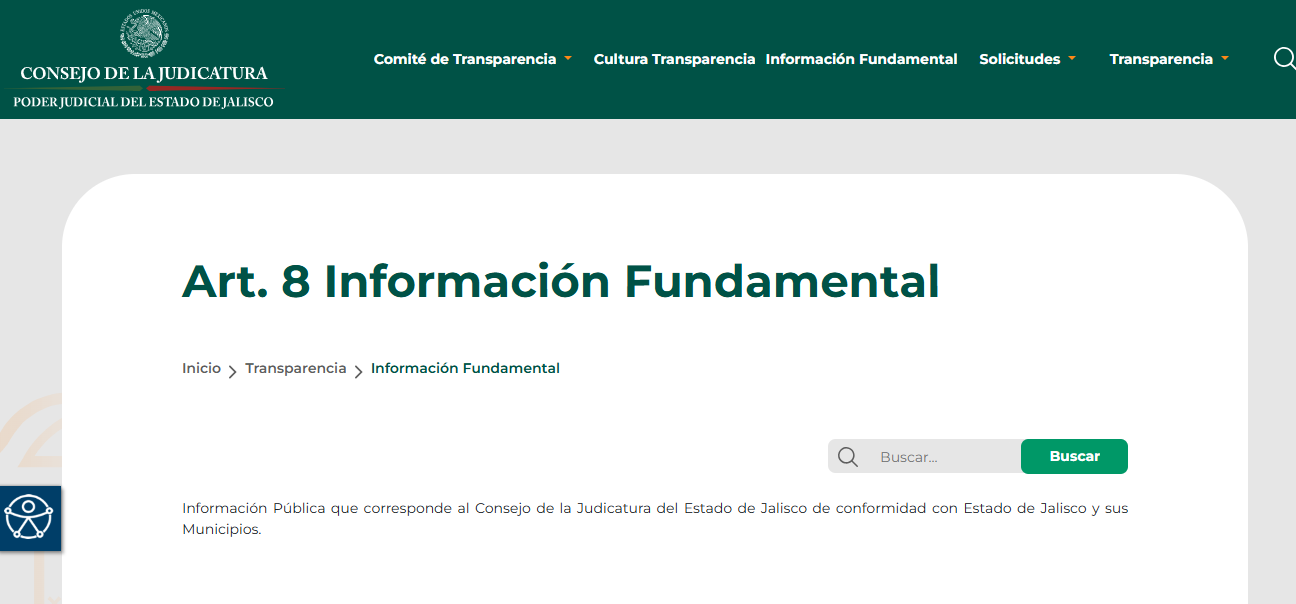 ESTADOS UNIDOS MEXICANOS
CONSEJO DE LA JUDICATURA
PODER JUDICIAL DEL ESTADO DE JALISCO
Comité de Transparencia Cultura Transparencia Información Fundamental Solicitudes Transparencia
Art. 8 Información Fundamental
Inicio Transparencia Información Fundamental
Buscar... Buscar
Información Pública que corresponde al Consejo de la Judicatura del Estado de Jalisco de conformidad con Estado de Jalisco y sus
Municipios.